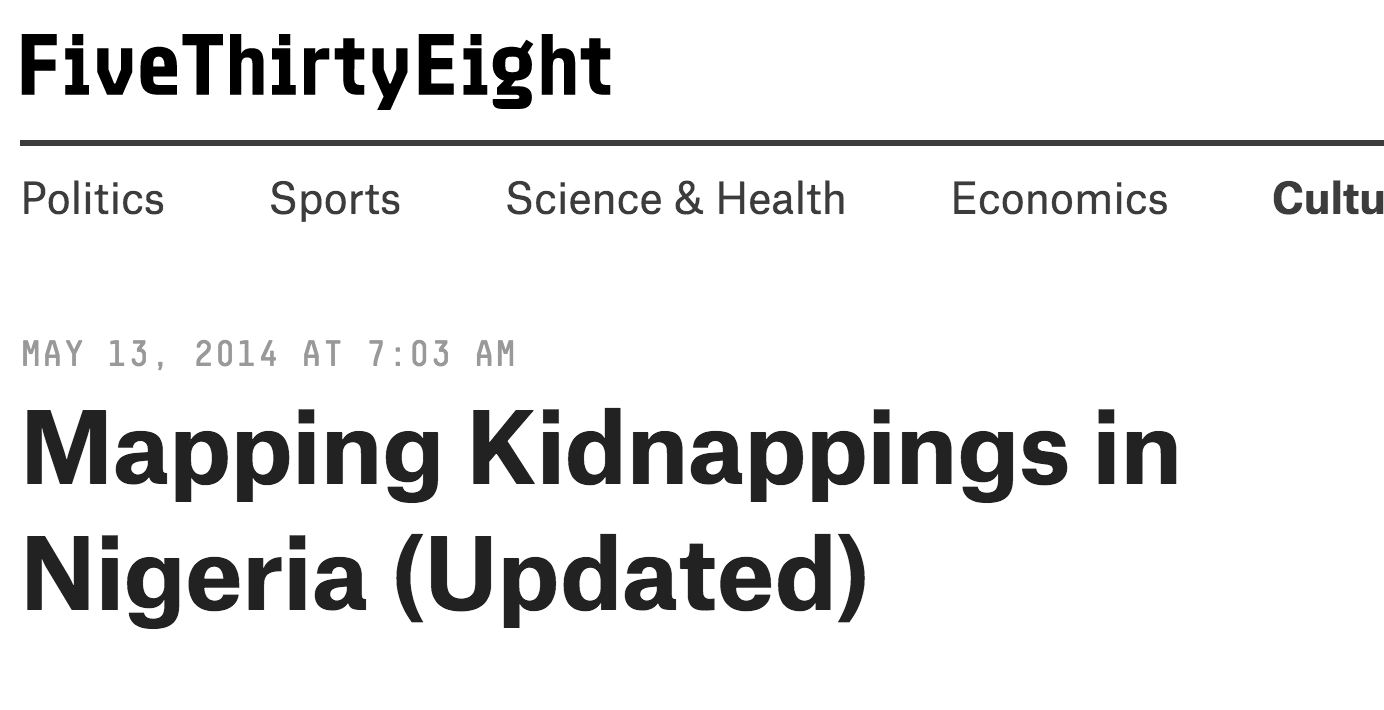 FiveThirtyEight
Politics Sports Science & Health Economics Cultu
MAY 13, 2014 AT 7:03 AM
Mapping Kidnappings in
Nigeria (Updated)